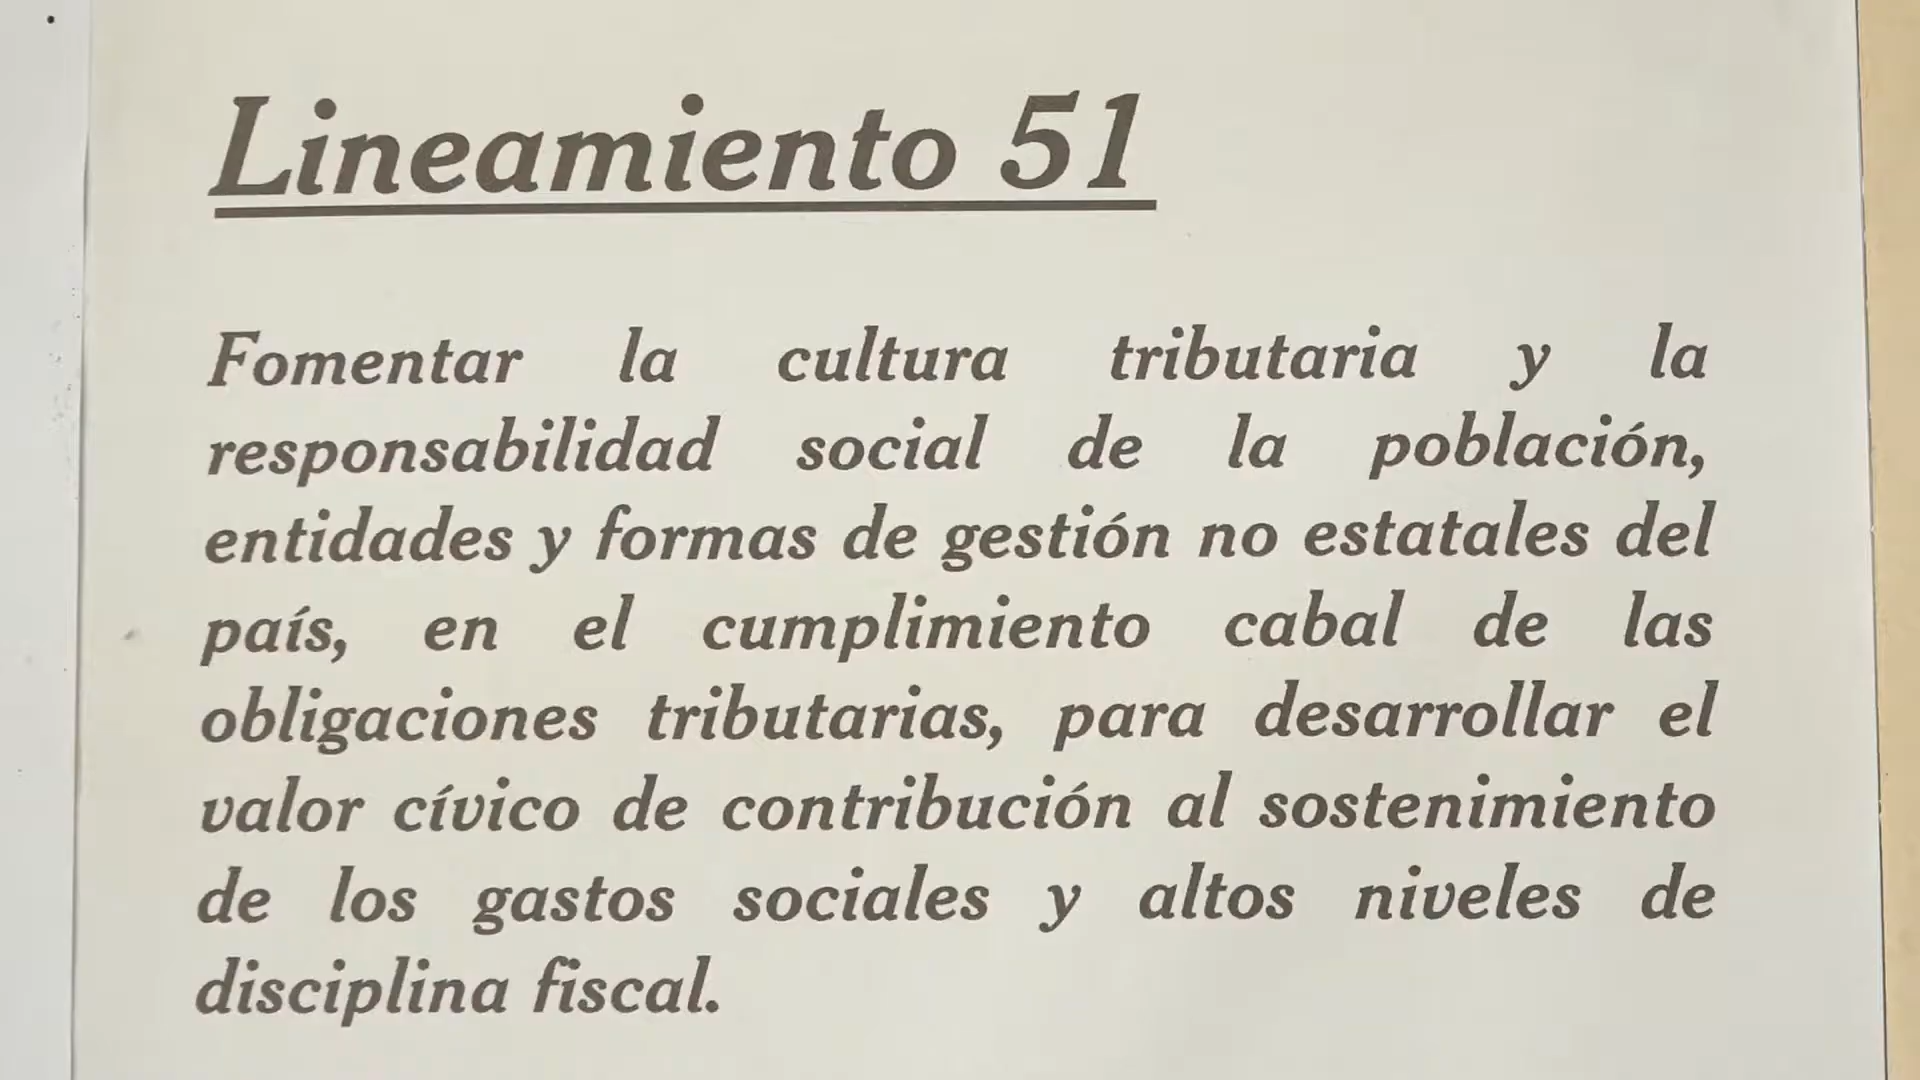 Lineamiento 51
Fomentar la cultura tributaria y la
responsabilidad social de la población,
entidades y formas de gestión no estatales del
país, en el cumplimiento cabal de las
obligaciones tributarias, para desarrollar el
valor cívico de contribución al sostenimiento
de los gastos sociales y altos niveles de
disciplina fiscal.